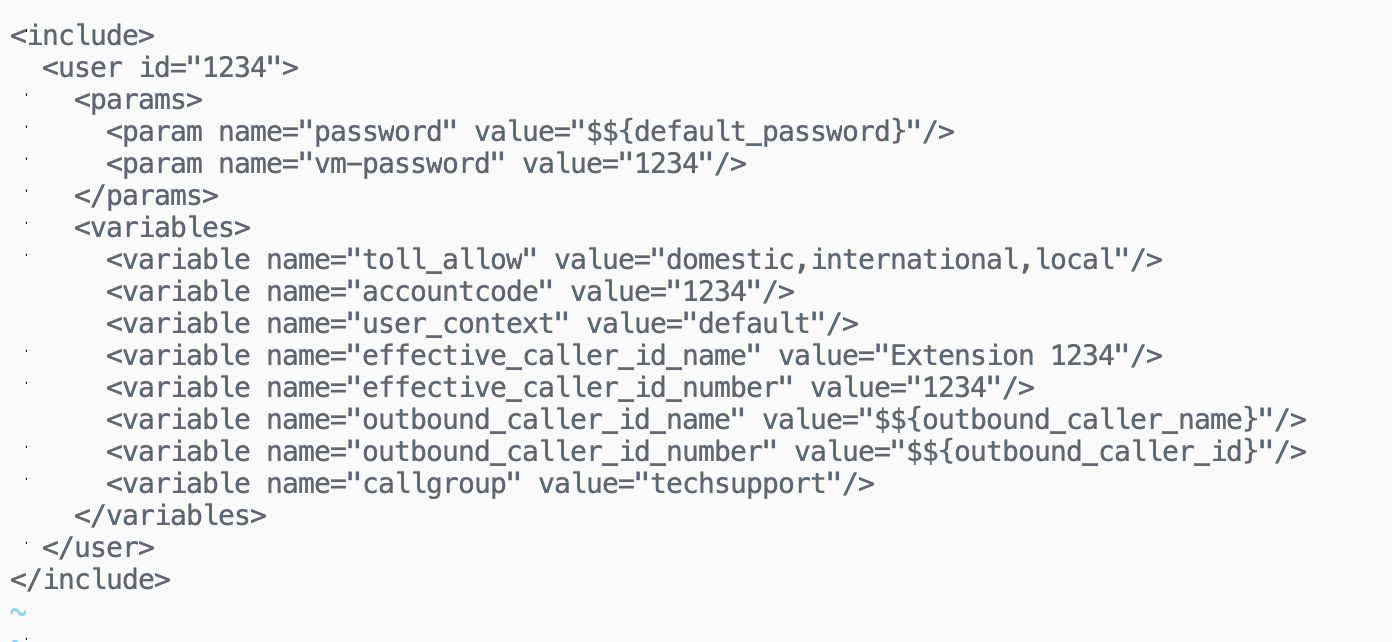 <include>
  <user id="1234">
    <params>
      <param name="password" value="$${default_password}"/>
      <param name="vm-password" value="1234"/>
    </params>
    <variables>
      <variable name="toll_allow" value="domestic,international,local"/>
      <variable name="accountcode" value="1234"/>
      <variable name="user_context" value="default"/>
      <variable name="effective_caller_id_name" value="Extension 1234"/>
      <variable name="effective_caller_id_number" value="1234"/>
      <variable name="outbound_caller_id_name" value="$${outbound_caller_name}"/>
      <variable name="outbound_caller_id_number" value="$${outbound_caller_id}"/>
      <variable name="callgroup" value="techsupport"/>
    </variables>
  </user>
</include>
~